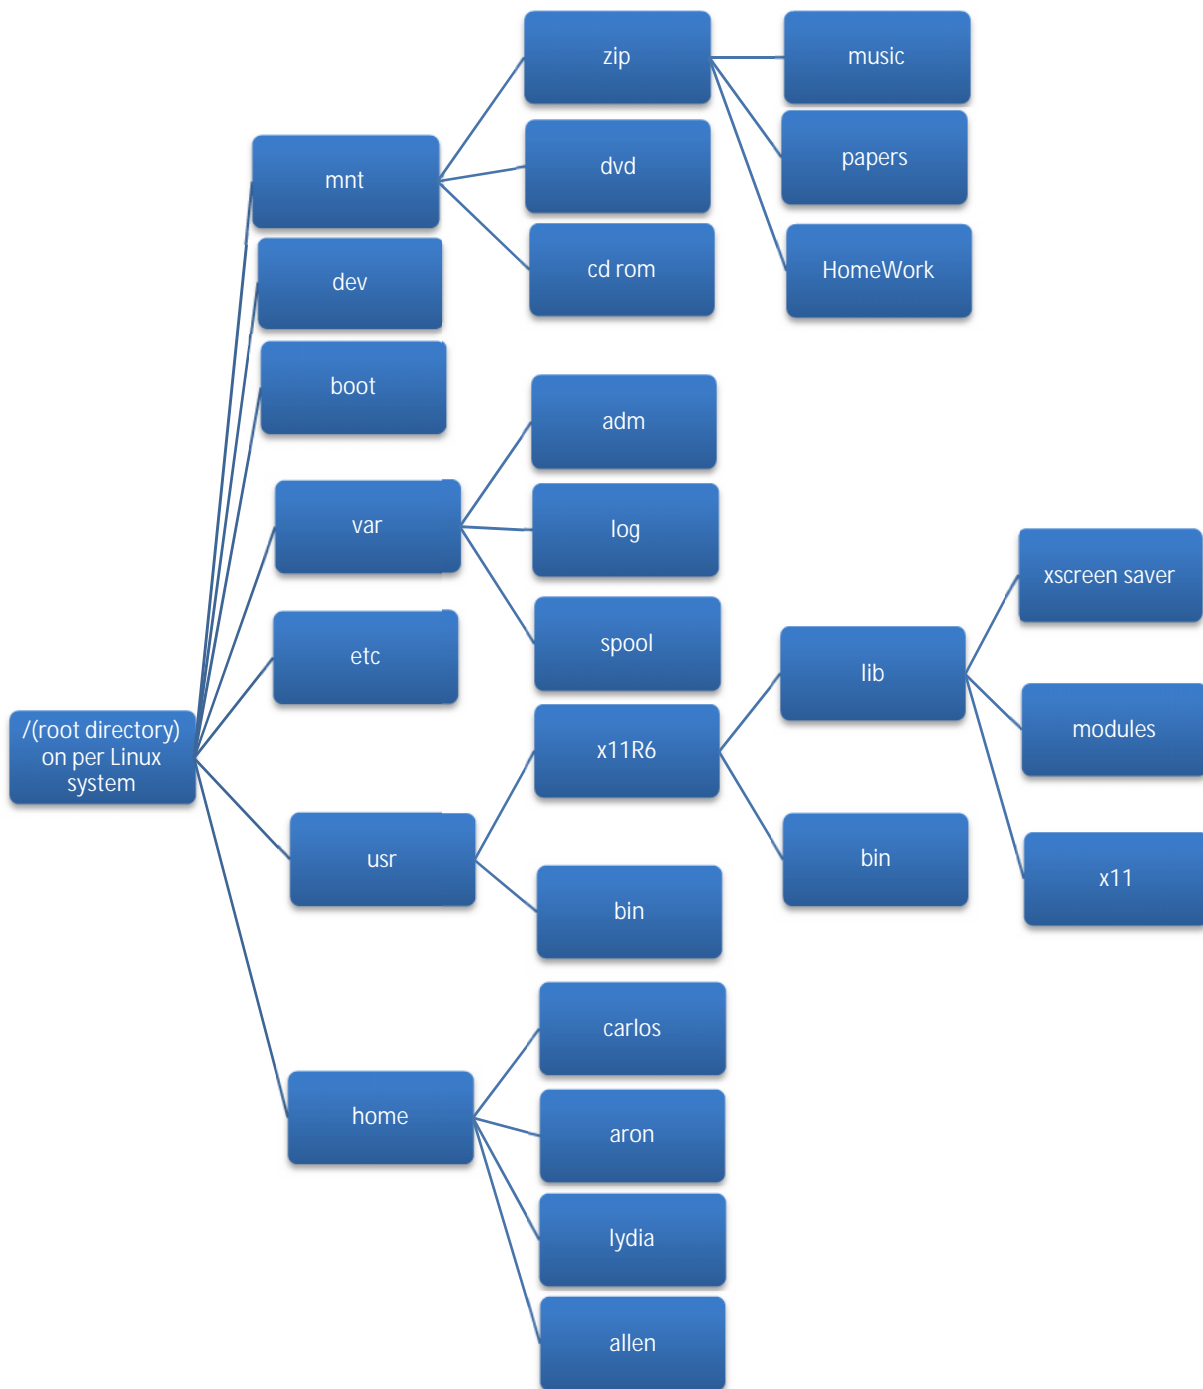 zip
music
mnt
dvd
papers
dev
cd rom
HomeWork
boot
adm
var
log
xscreen saver
etc
spool
lib
/(root directory)
on per Linux
system
x11R6
modules
usr
bin
bin
x11
carlos
home
aron
lydia
allen